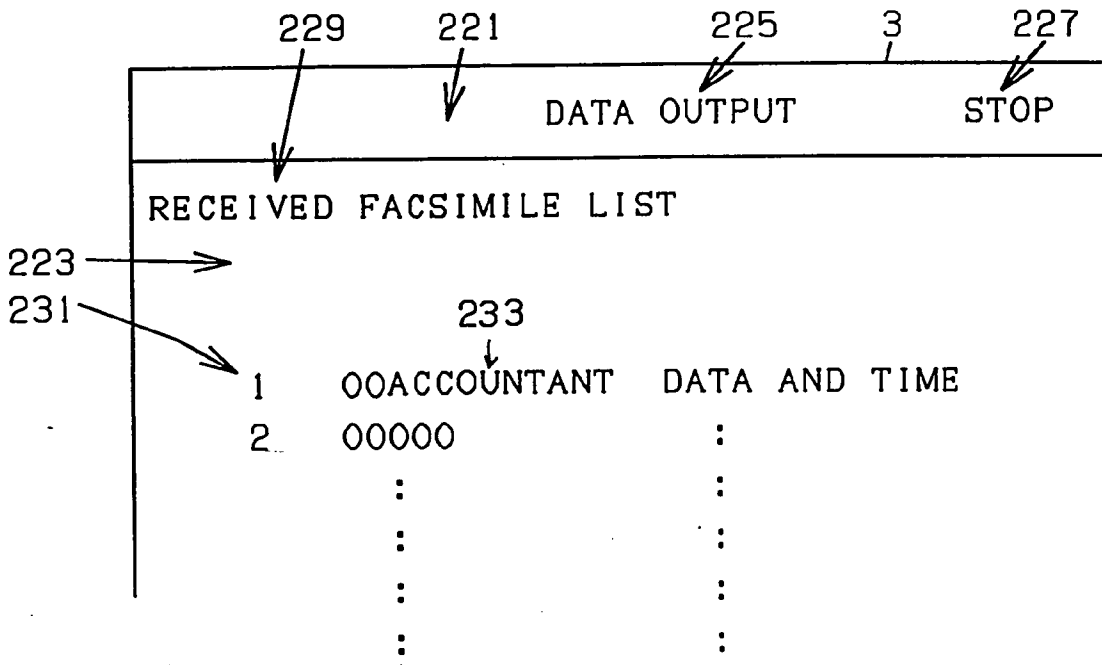 229 221 225 3 227
DATA OUTPUT STOP
RECEIVED FACSIMILE LIST
223
231
233
1 OOACCOUNTANT DATA AND TIME
2 OOOOO :
: :
: :
: :
: :